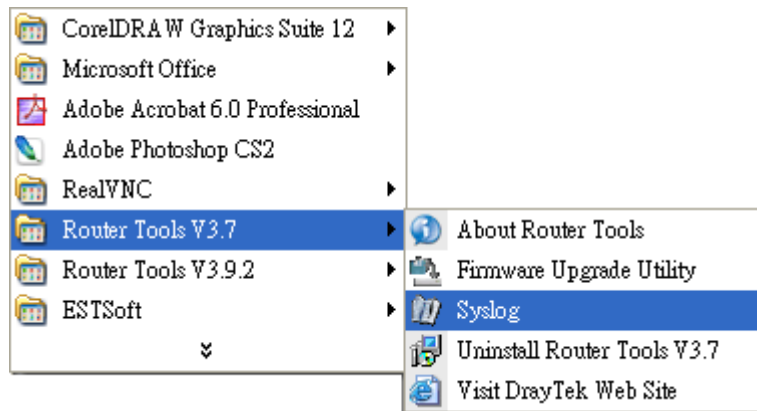 CorelDRAW Graphics Suite 12
Microsoft Office
Adobe Acrobat 6.0 Professional
Adobe Photoshop CS2
RealVNC
Router Tools V3.7
Router Tools V3.9.2
ESTSoft
About Router Tools
Firmware Upgrade Utility
Syslog
Uninstall Router Tools V3.7
Visit DrayTek Web Site